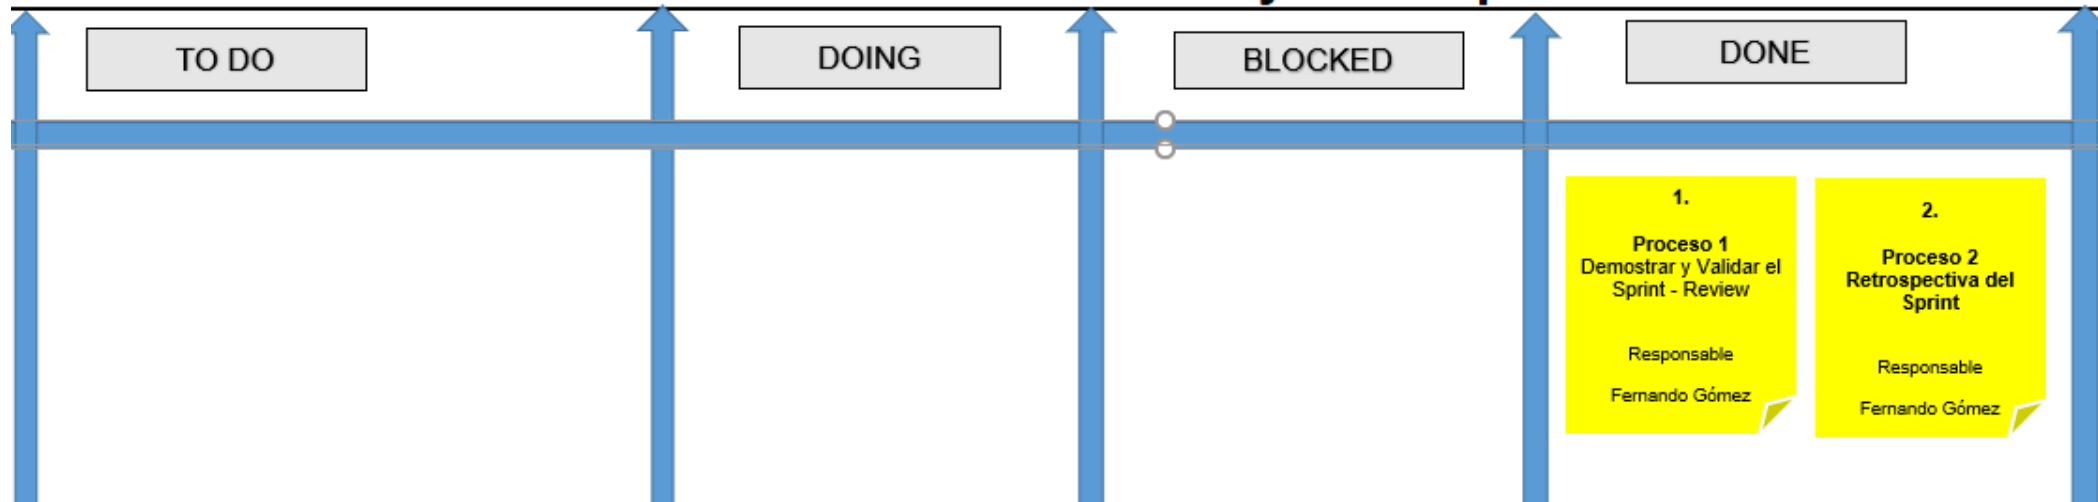 TO DO
DOING
BLOCKED
DONE
1.
Proceso 1
Demostrar y Validar el
Sprint - Review
Responsable
Fernando Gómez
2.
Proceso 2
Retrospectiva del
Sprint
Responsable
Fernando Gómez